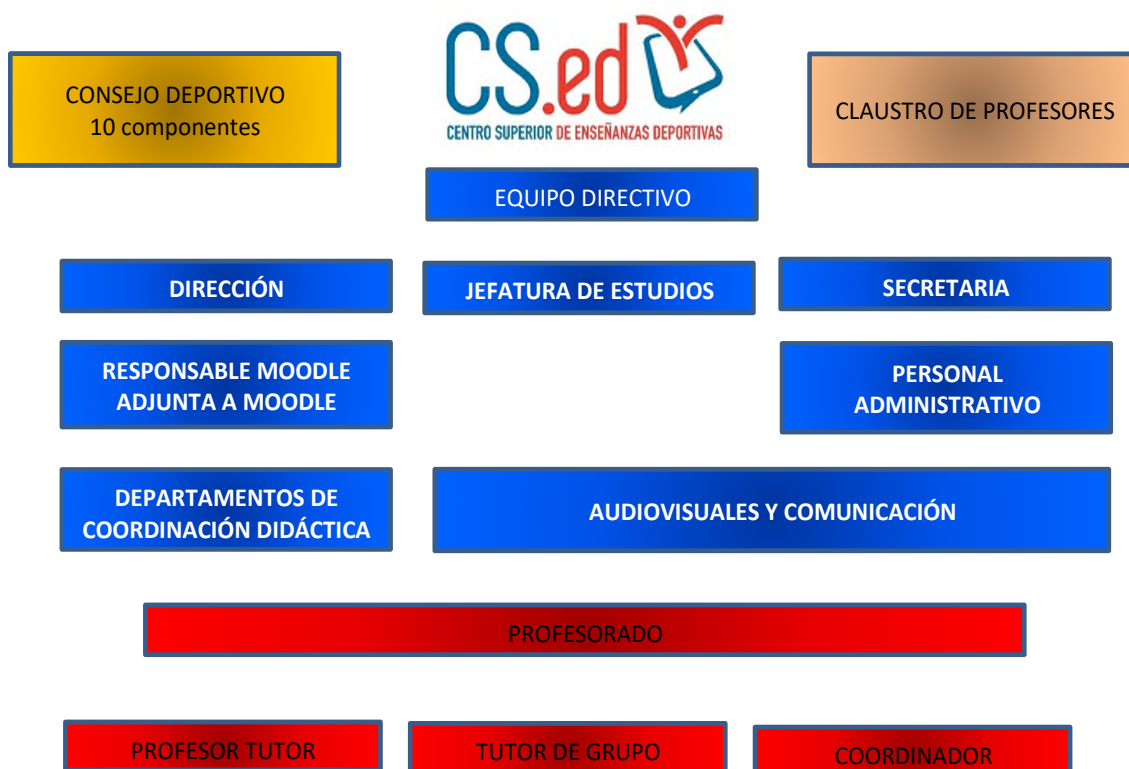 CS.ed
CENTRO SUPERIOR DE ENSEÑANZAS DEPORTIVAS
CONSEJO DEPORTIVO
10 componentes
CLAUSTRO DE PROFESORES
EQUIPO DIRECTIVO
DIRECCIÓN
JEFATURA DE ESTUDIOS
SECRETARIA
RESPONSABLE MOODLE
ADJUNTA A MOODLE
PERSONAL
ADMINISTRATIVO
DEPARTAMENTOS DE
COORDINACIÓN DIDÁCTICA
AUDIOVISUALES Y COMUNICACIÓN
PROFESORADO
PROFESOR TUTOR
TUTOR DE GRUPO
COORDINADOR